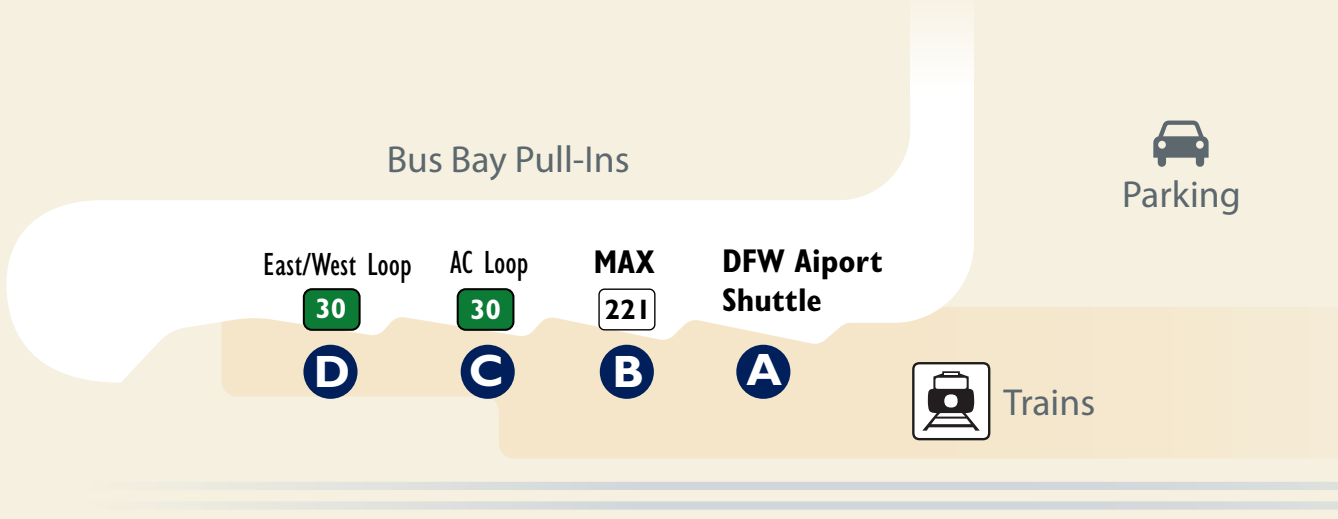 Bus Bay Pull-Ins
Parking
East/West Loop
30
D
AC Loop
30
C
MAX
221
B
DFW Aiport
Shuttle
A
Trains